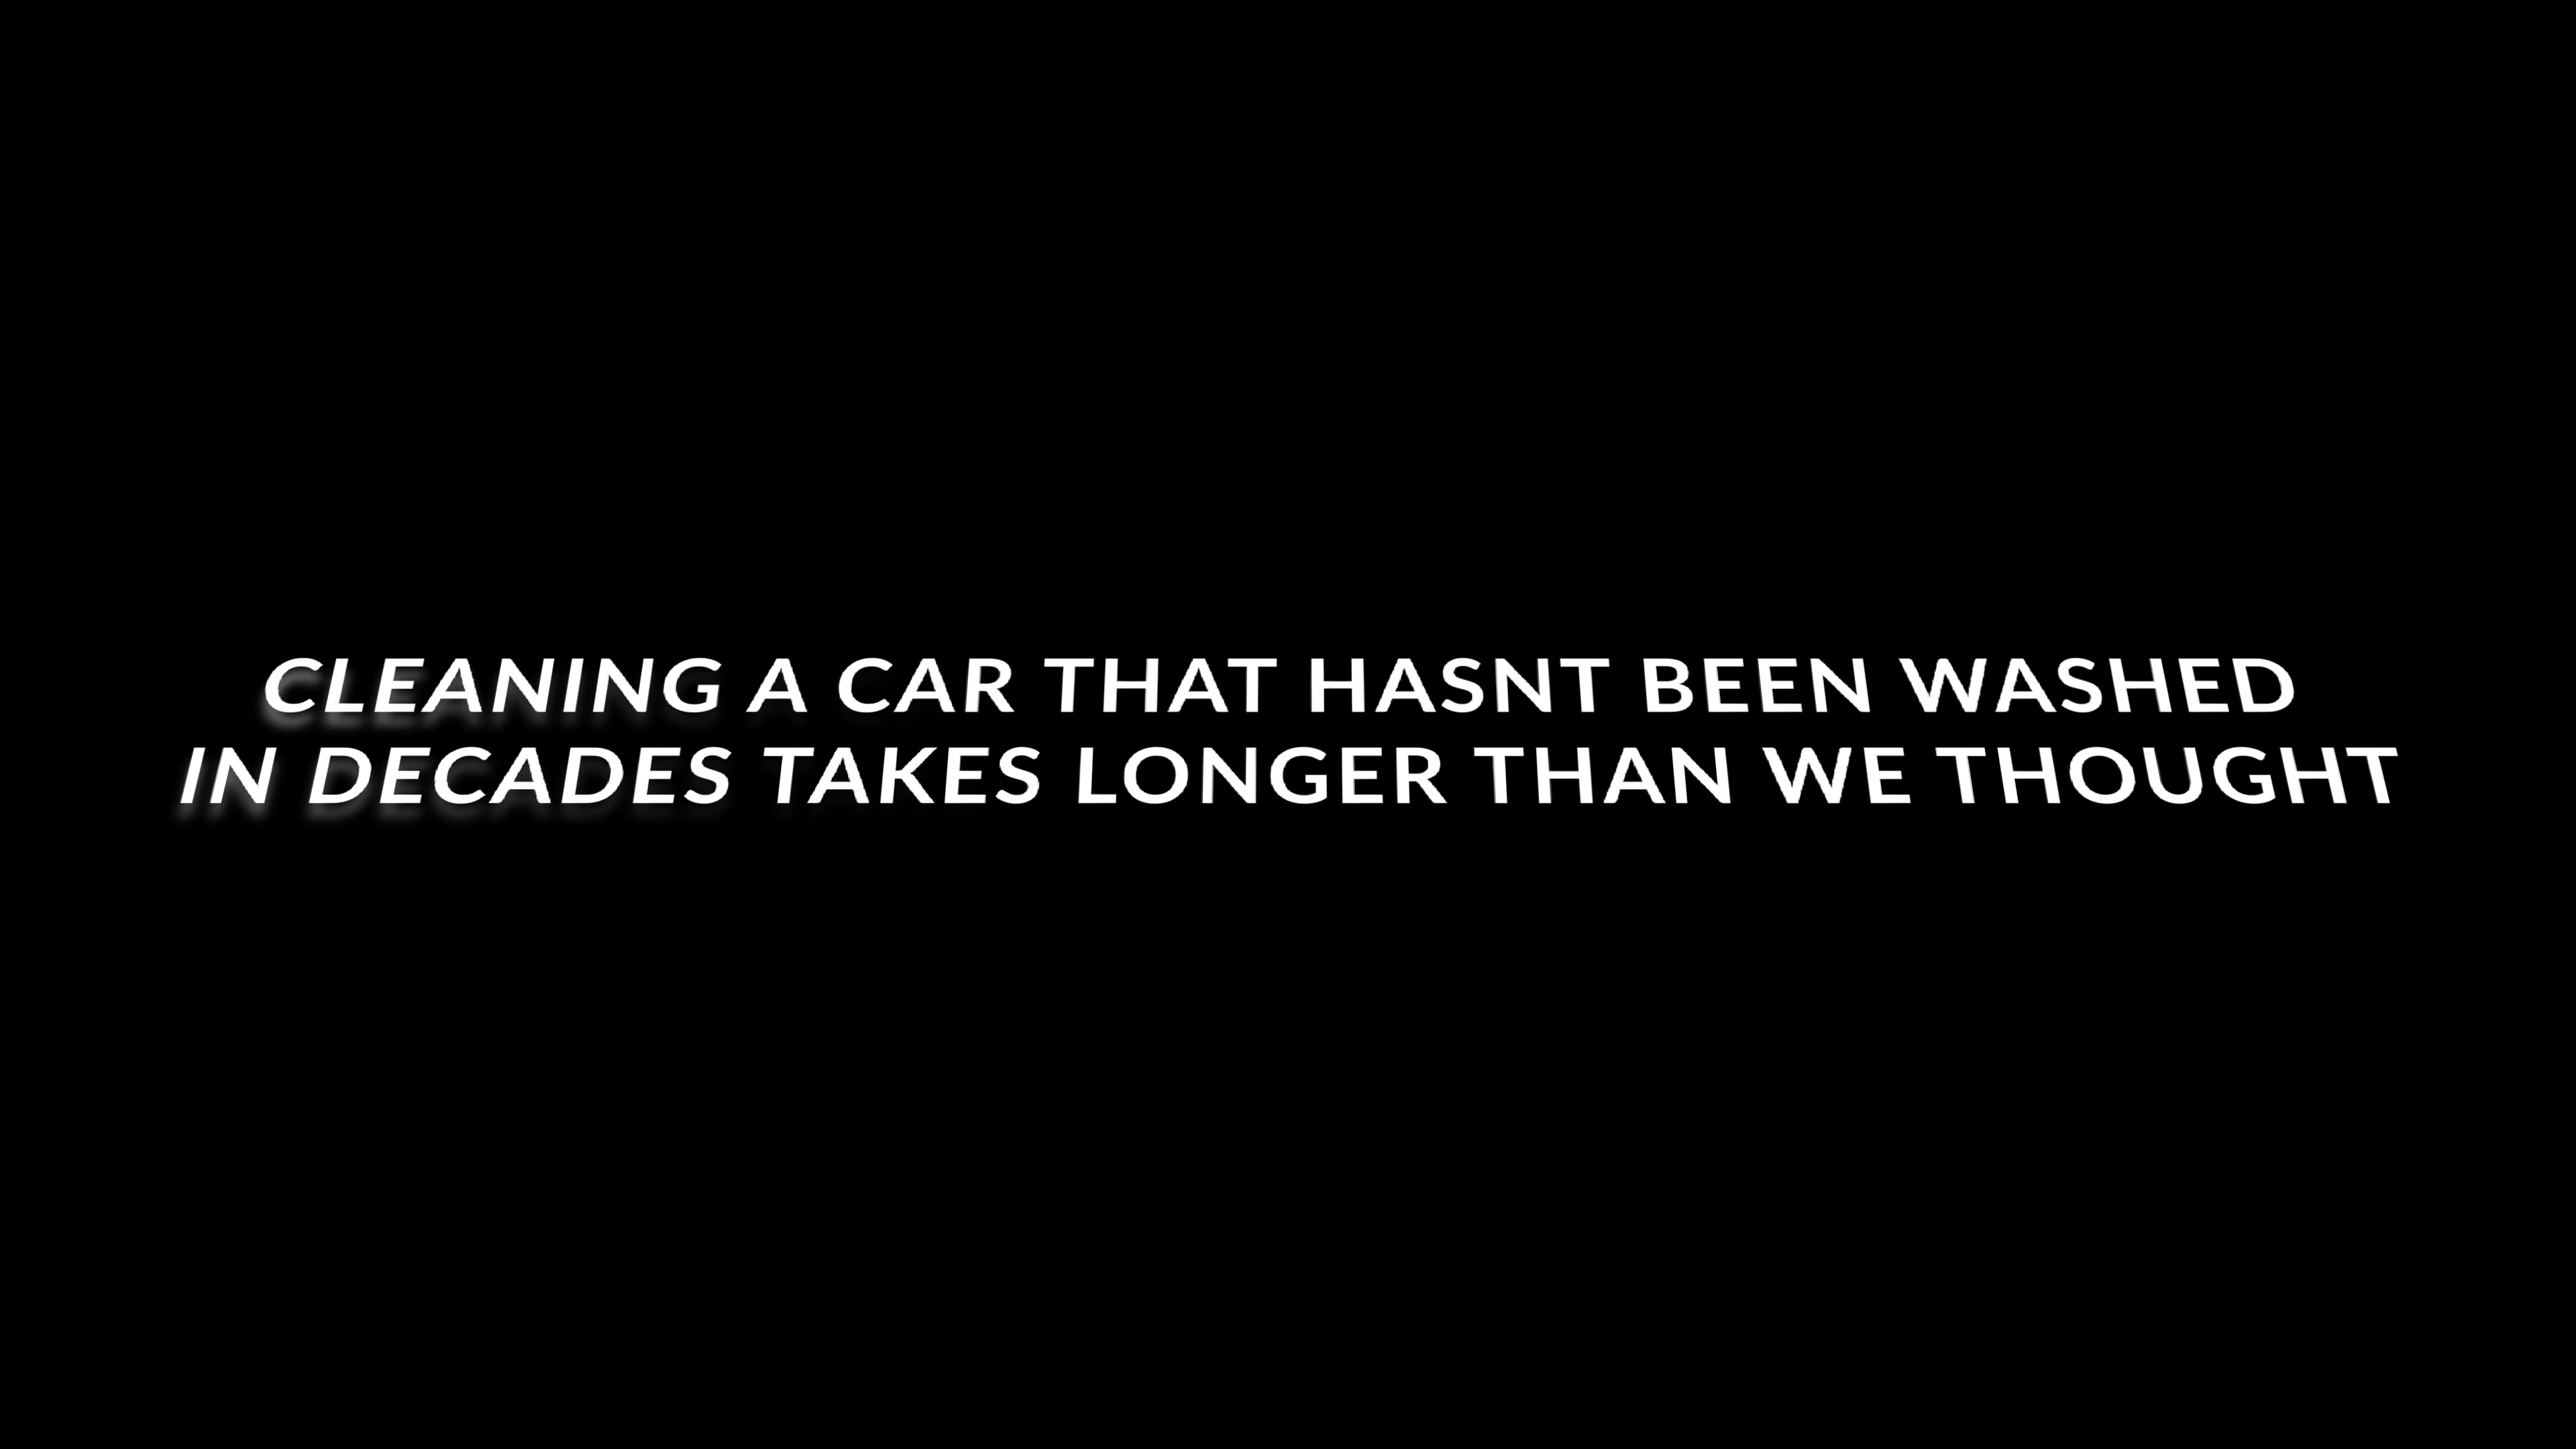 CLEANING A CAR THAT HASNT BEEN WASHED
IN DECADES TAKES LONGER THAN WE THOUGHT